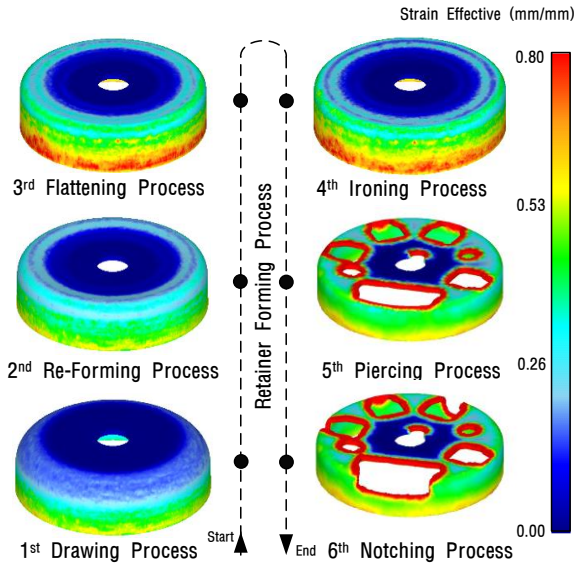 Strain Effective (mm/mm)
0.80
3rd Flattening Process
4th Ironing Process
0.53
Retainer Forming Process
2nd Re-Forming Process
5th Piercing Process
0.26
Start
End
0.00
1st Drawing Process
6th Notching Process